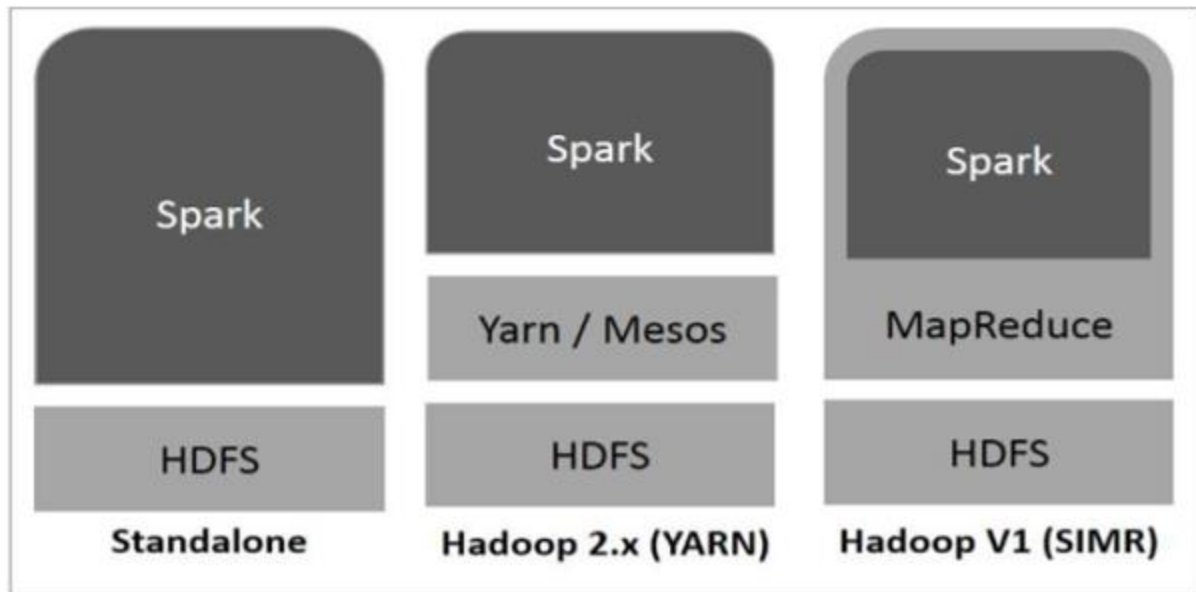 Spark
HDFS
Standalone
Spark
Yarn / Mesos
HDFS
Hadoop 2.x (YARN)
Spark
MapReduce
HDFS
Hadoop V1 (SIMR)